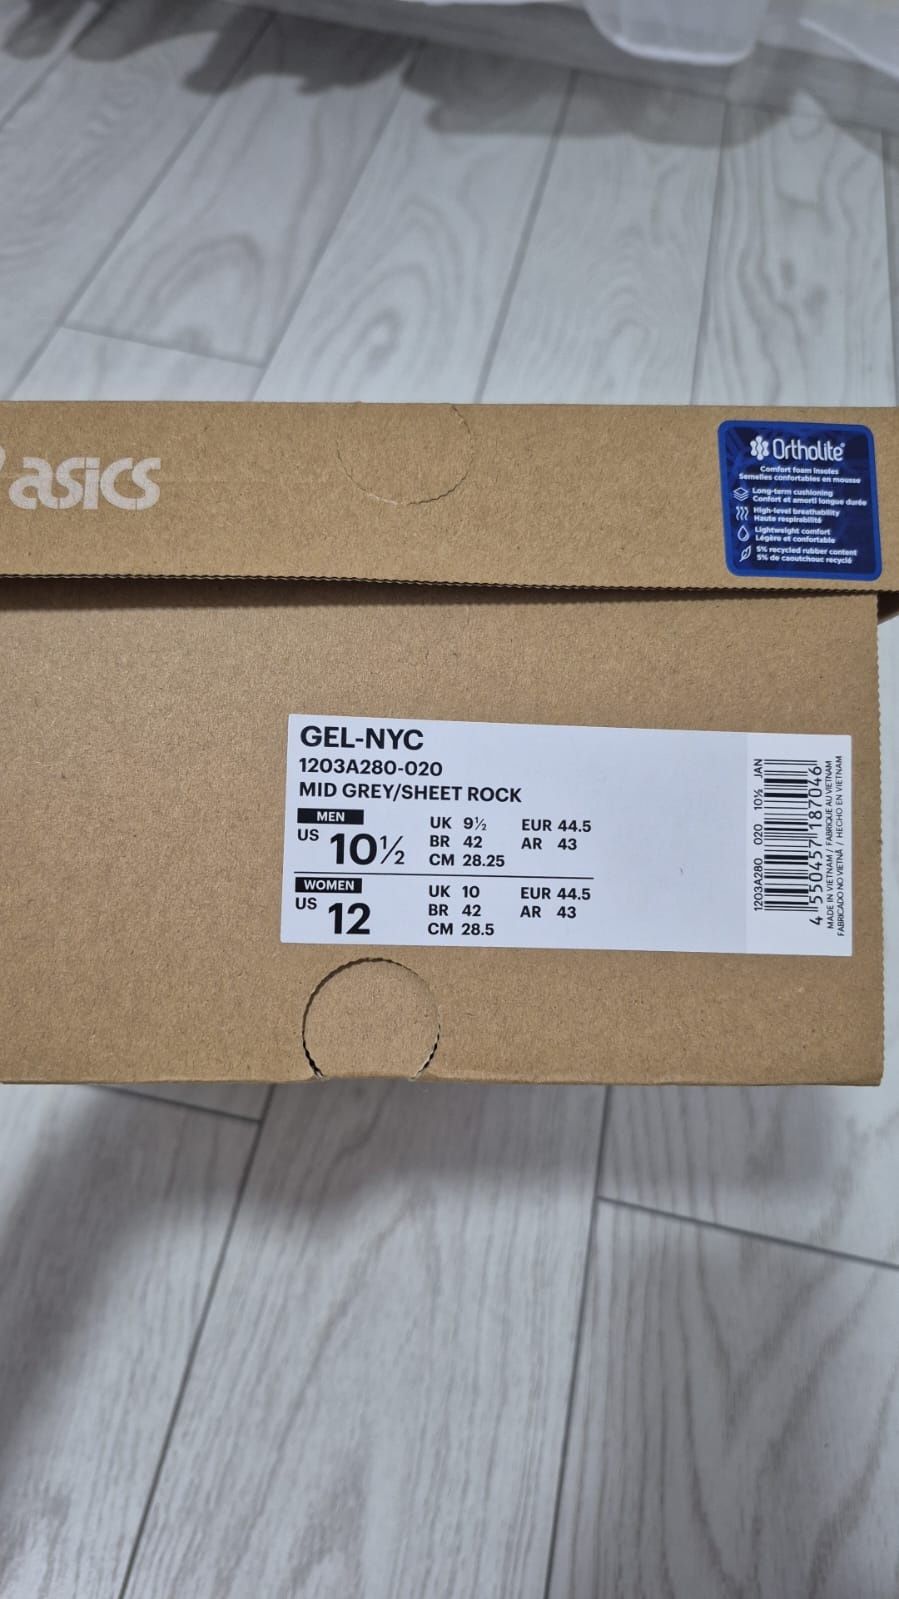 asics
Ortholite®
Comfort foam insoles
Semelles confortables en mousse
Long-term cushioning
Confort et amorti longue durée
High-level breathability
Haute respirabilité
Lightweight comfort
Légère et confortable
5% recycled rubber content
5% de caoutchouc recyclé
GEL-NYC
1203A280-020
MID GREY/SHEET ROCK
MEN
US 10½
UK 9½ EUR 44.5
BR 42 AR 43
CM 28.25
WOMEN
US 12
UK 10 EUR 44.5
BR 42 AR 43
CM 28.5
1203A280 020 10½ JAN
4 550457 187046
MADE IN VIETNAM / FABRIQUÉ AU VIETNAM
FABRICADO NO VIETNÃ / HECHO EN VIETNAM